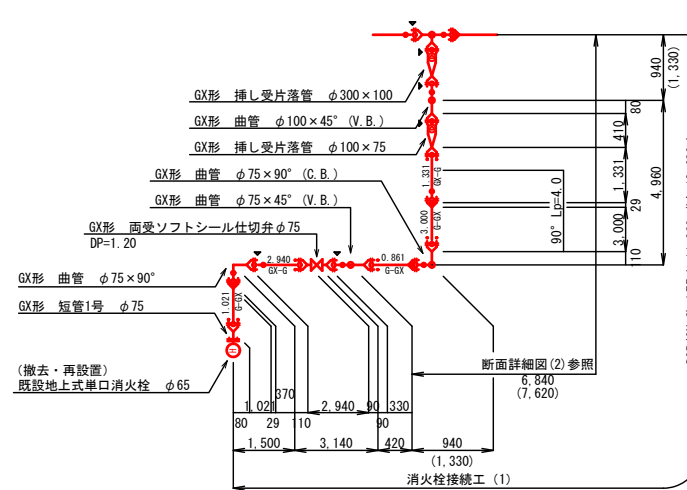 GX形 挿し受片落管 φ300×100
GX形 曲管 φ100×45°(V.B.)
GX形 挿し受片落管 φ100×75
GX形 曲管 φ75×90°(C.B.)
GX形 曲管 φ75×45°(V.B.)
GX形 両受ソフトシール仕切弁φ75
DP=1.20
GX形 曲管 φ75×90°
GX形 短管1号 φ75
(撤去・再設置)
既設地上式単口消火栓 φ65
H
1.021
G-GX
2.940
GX-G
0.861
G-GX
1.331
GX-G
3.000
G-GX
90° Lp=4.0
940
(1,330)
80
410
1,331
29
3,000
110
4,960
断面詳細図(2)参照
6,840
(7,620)
370
1,021
2,940
90
330
80
29
110
90
1,500
3,140
420
940
(1,330)
消火栓接続工 (1)